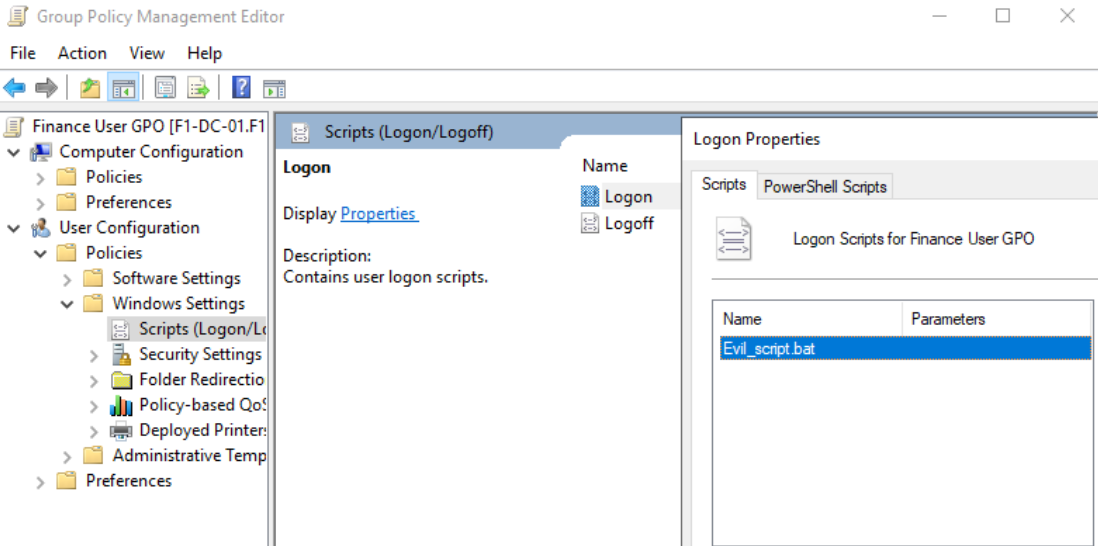 Group Policy Management Editor
File Action View Help
Finance User GPO [F1-DC-01.F1
Computer Configuration
Policies
Preferences
User Configuration
Policies
Software Settings
Windows Settings
Scripts (Logon/Lo
Security Settings
Folder Redirectio
Policy-based QoS
Deployed Printers
Administrative Temp
Preferences
Scripts (Logon/Logoff)
Logon
Display Properties
Description:
Contains user logon scripts.
Name
Logon
Logoff
Logon Properties
Scripts PowerShell Scripts
Logon Scripts for Finance User GPO
Name Parameters
Evil_script.bat